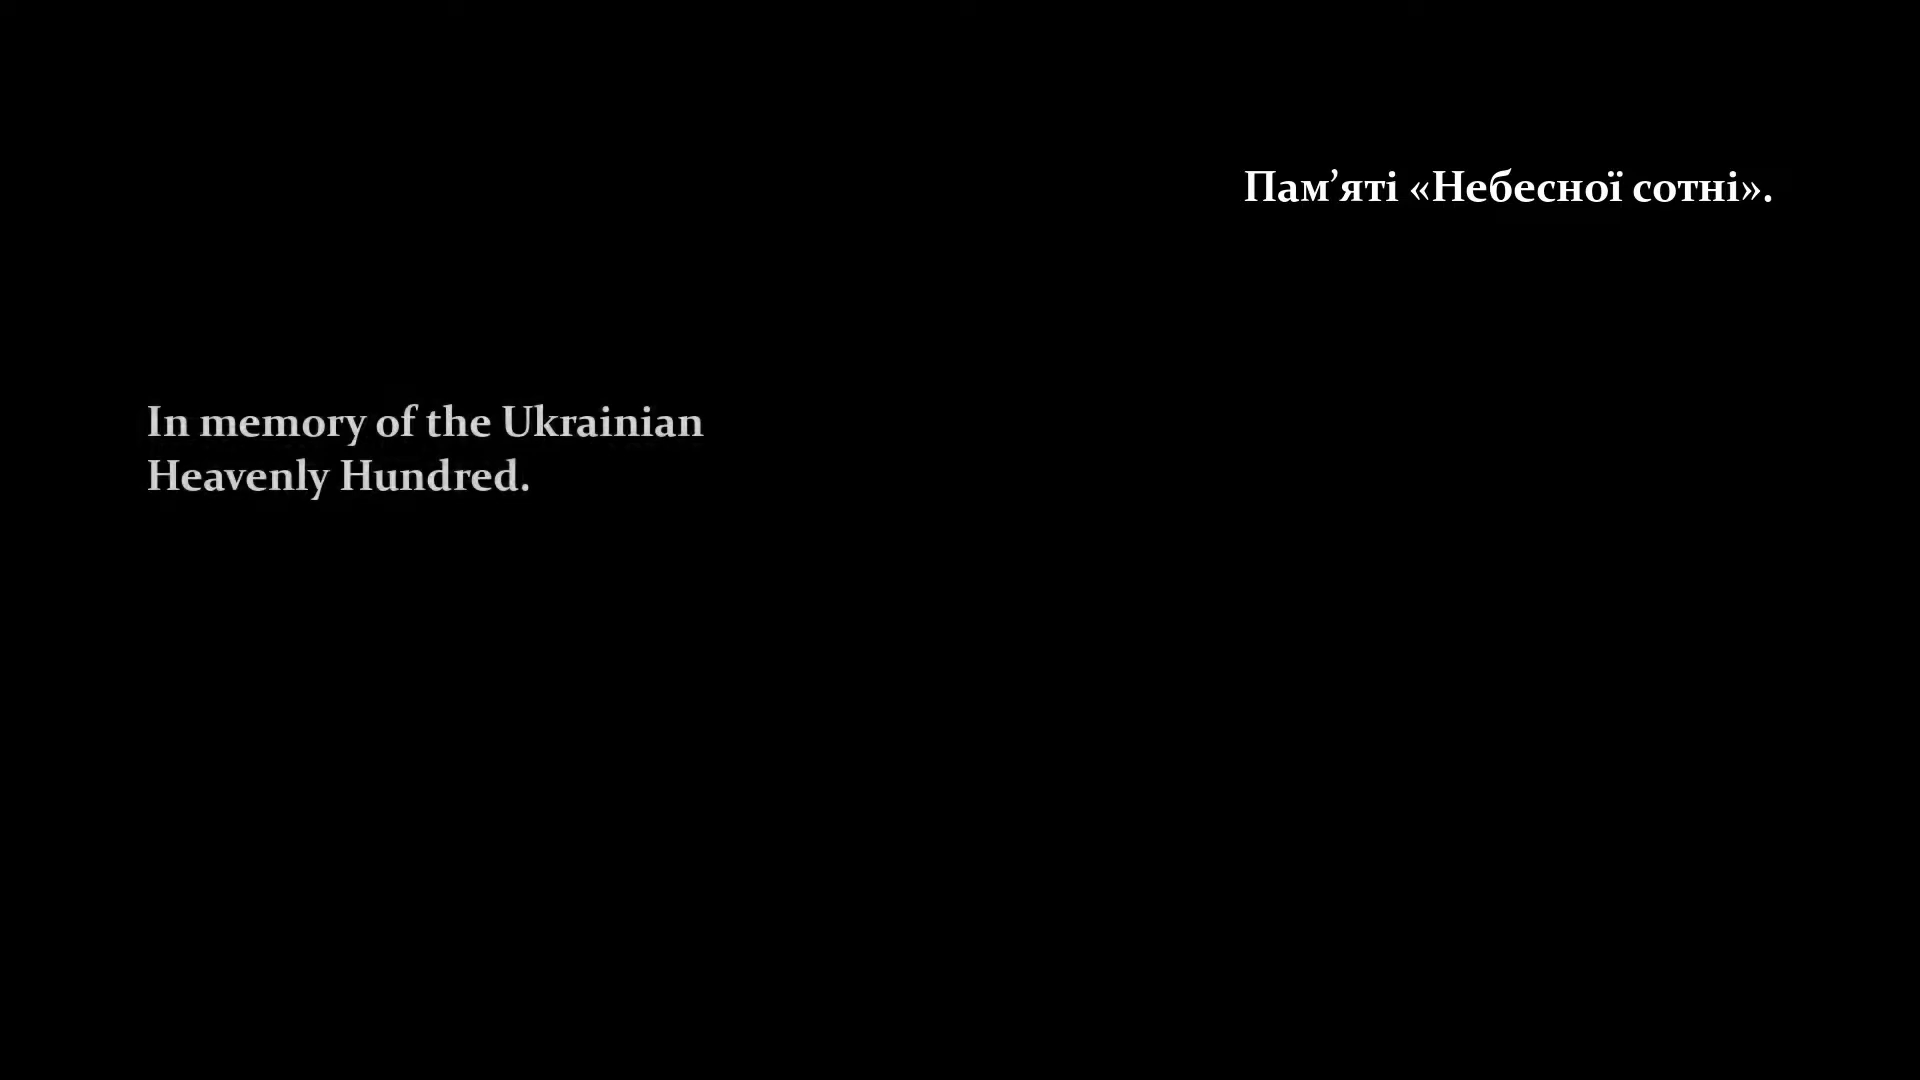 Пам’яті «Небесної сотні».
In memory of the Ukrainian
Heavenly Hundred.